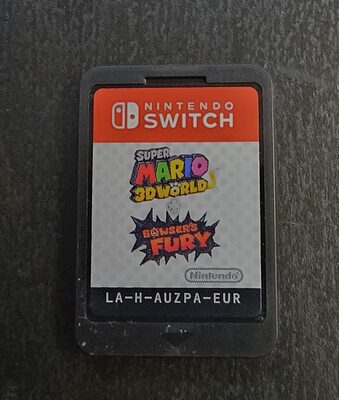 NINTENDO
SWITCH
SUPER
MARIO
3D WORLD
+
BOWSER'S
FURY
Nintendo
LA-H-AUZPA-EUR